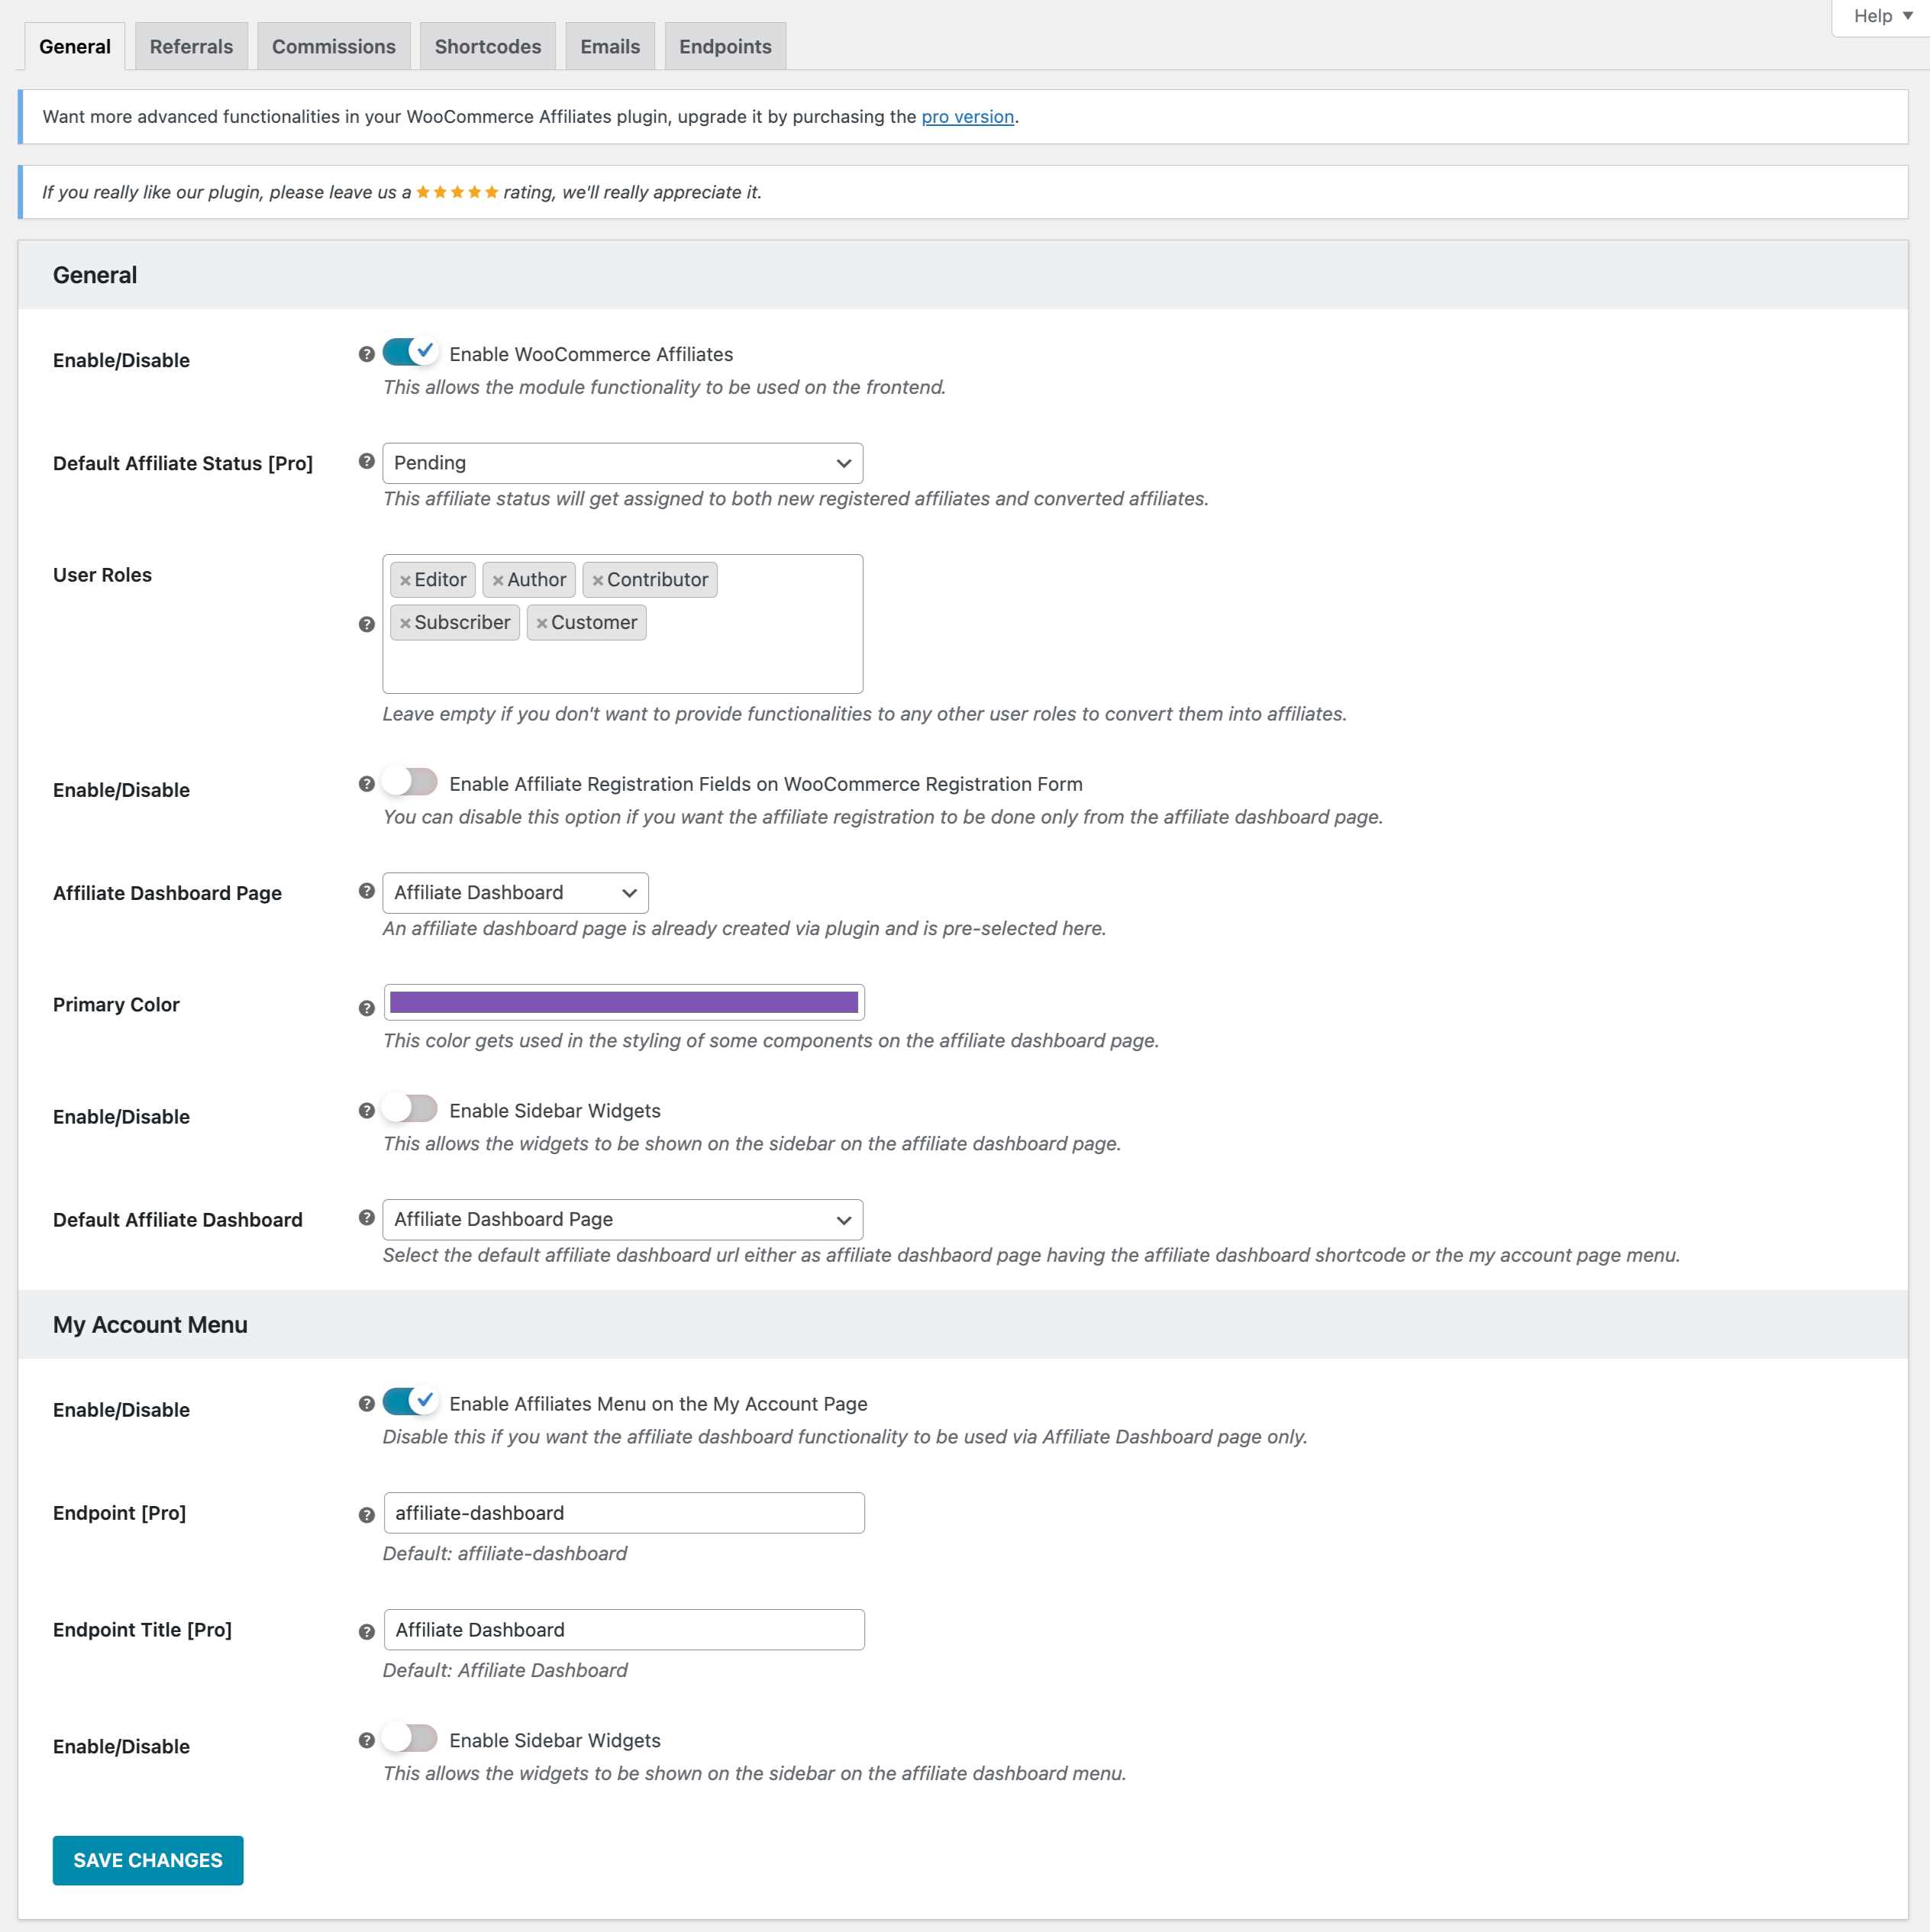 Help ▼
General Referrals Commissions Shortcodes Emails Endpoints
Want more advanced functionalities in your WooCommerce Affiliates plugin, upgrade it by purchasing the pro version.
If you really like our plugin, please leave us a ★★★★★ rating, we'll really appreciate it.
General
Enable/Disable ? Enable WooCommerce Affiliates
This allows the module functionality to be used on the frontend.
Default Affiliate Status [Pro] ? Pending
This affiliate status will get assigned to both new registered affiliates and converted affiliates.
User Roles ? ×Editor ×Author ×Contributor
×Subscriber ×Customer
Leave empty if you don't want to provide functionalities to any other user roles to convert them into affiliates.
Enable/Disable ? Enable Affiliate Registration Fields on WooCommerce Registration Form
You can disable this option if you want the affiliate registration to be done only from the affiliate dashboard page.
Affiliate Dashboard Page ? Affiliate Dashboard
An affiliate dashboard page is already created via plugin and is pre-selected here.
Primary Color ?
This color gets used in the styling of some components on the affiliate dashboard page.
Enable/Disable ? Enable Sidebar Widgets
This allows the widgets to be shown on the sidebar on the affiliate dashboard page.
Default Affiliate Dashboard ? Affiliate Dashboard Page
Select the default affiliate dashboard url either as affiliate dashbaord page having the affiliate dashboard shortcode or the my account page menu.
My Account Menu
Enable/Disable ? Enable Affiliates Menu on the My Account Page
Disable this if you want the affiliate dashboard functionality to be used via Affiliate Dashboard page only.
Endpoint [Pro] ? affiliate-dashboard
Default: affiliate-dashboard
Endpoint Title [Pro] ? Affiliate Dashboard
Default: Affiliate Dashboard
Enable/Disable ? Enable Sidebar Widgets
This allows the widgets to be shown on the sidebar on the affiliate dashboard menu.
SAVE CHANGES